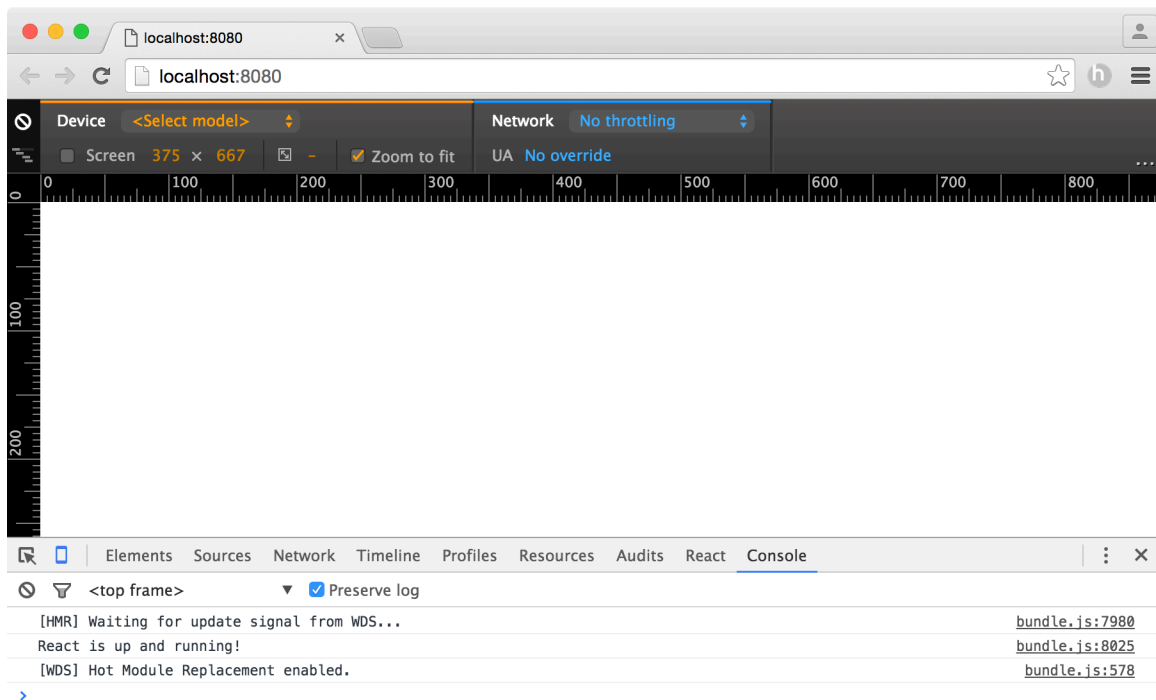 localhost:8080 ×
localhost:8080 h
Device <Select model> Network No throttling
Screen 375 × 667 – Zoom to fit UA No override ...
0 100 200 300 400 500 600 700 800
0
100
200
Elements Sources Network Timeline Profiles Resources Audits React Console
<top frame> ▼ Preserve log
[HMR] Waiting for update signal from WDS... bundle.js:7980
React is up and running! bundle.js:8025
[WDS] Hot Module Replacement enabled. bundle.js:578
>